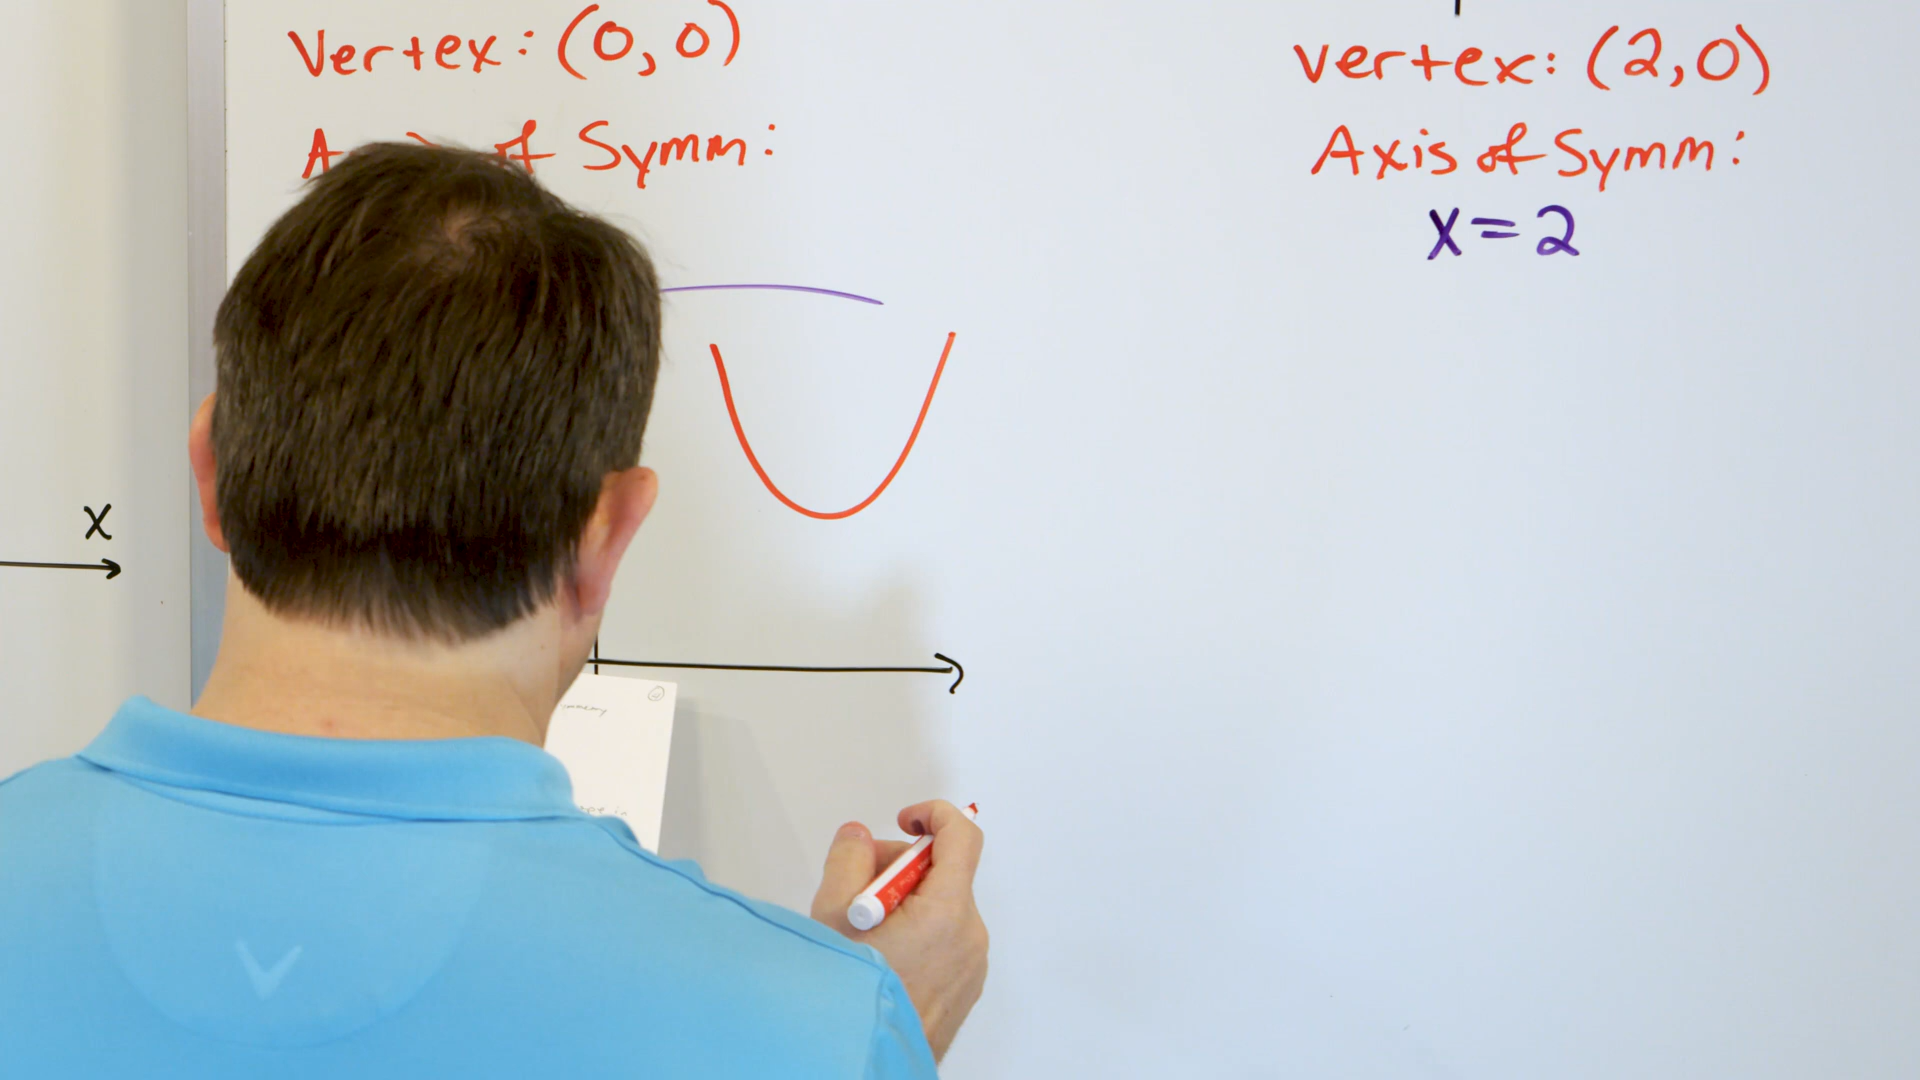 Vertex: (0,0)
Symm:
x
Vertex: (2,0)
Axis of Symm:
x=2